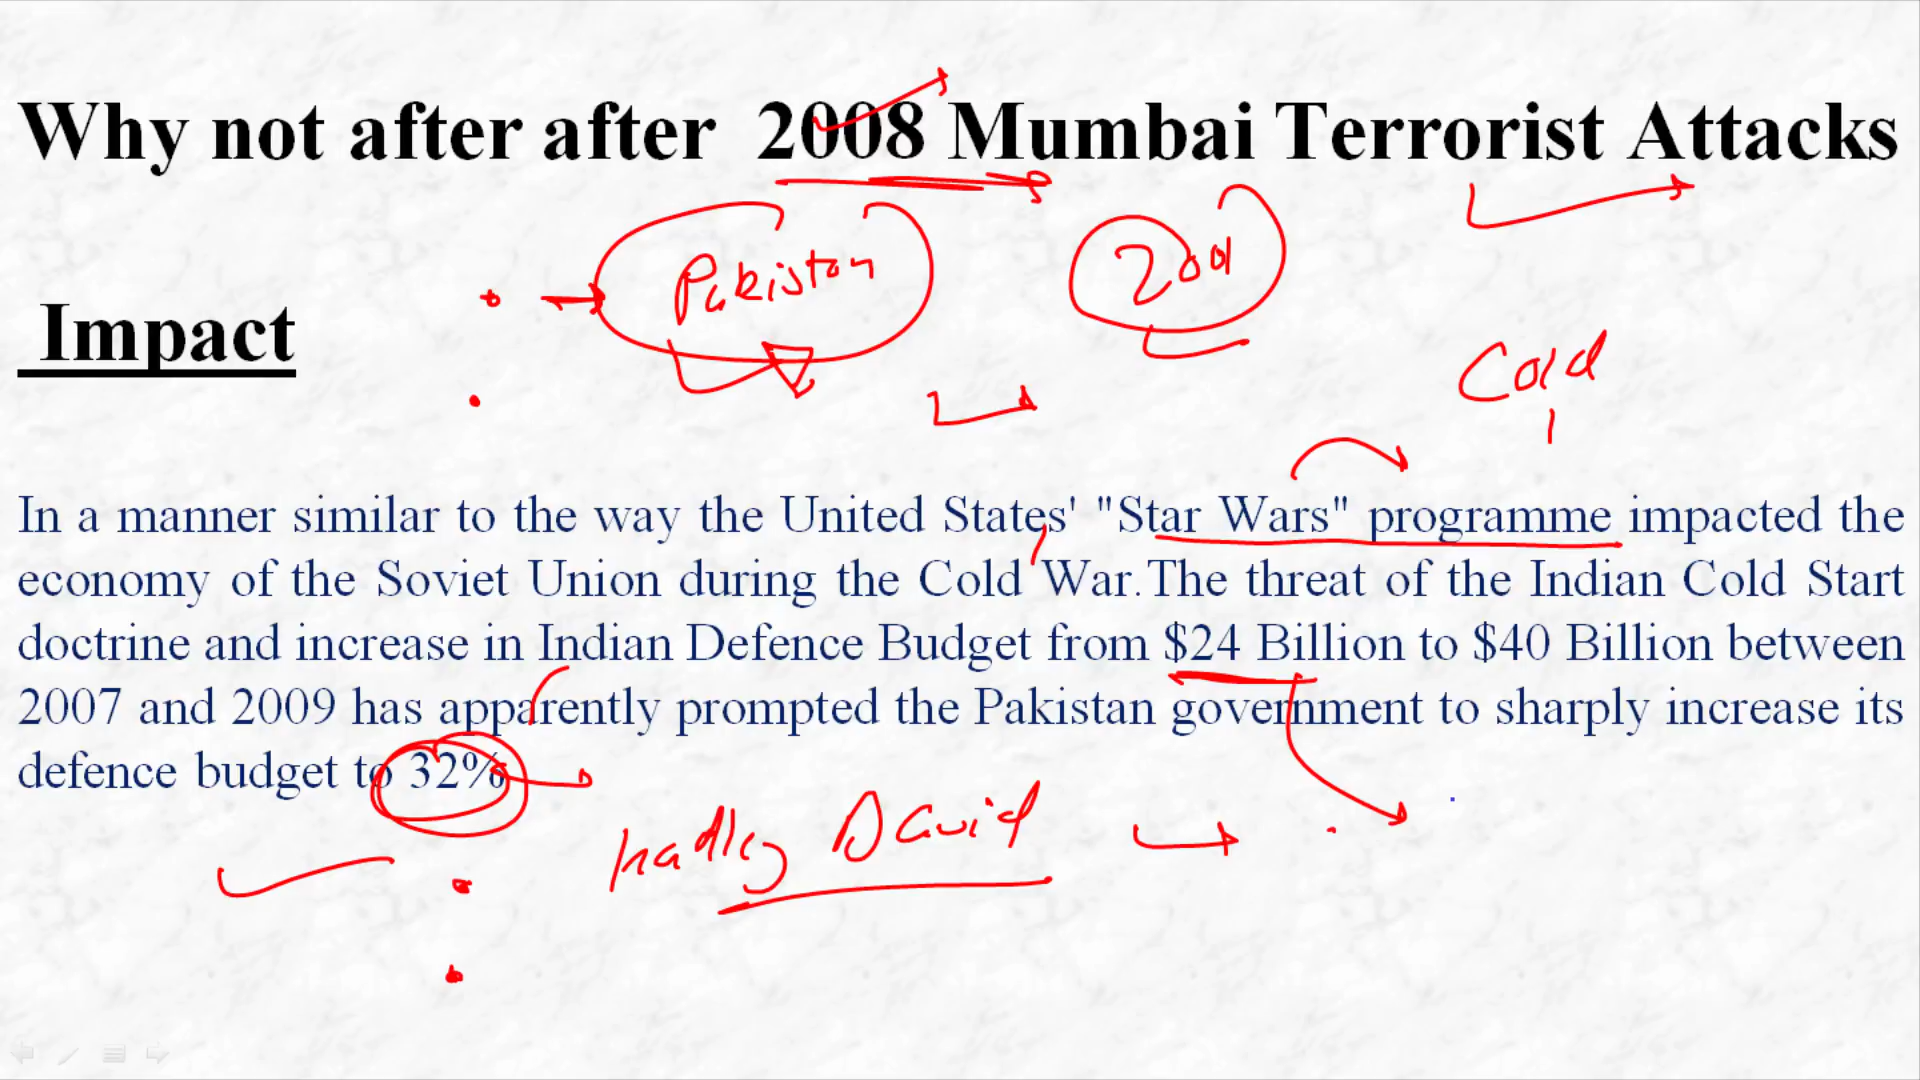 Why not after after 2008 Mumbai Terrorist Attacks
Pakiston
2001
Impact
Cold
In a manner similar to the way the United States' "Star Wars" programme impacted the
economy of the Soviet Union during the Cold War.The threat of the Indian Cold Start
doctrine and increase in Indian Defence Budget from $24 Billion to $40 Billion between
2007 and 2009 has apparently prompted the Pakistan government to sharply increase its
defence budget to 32%
hadley David